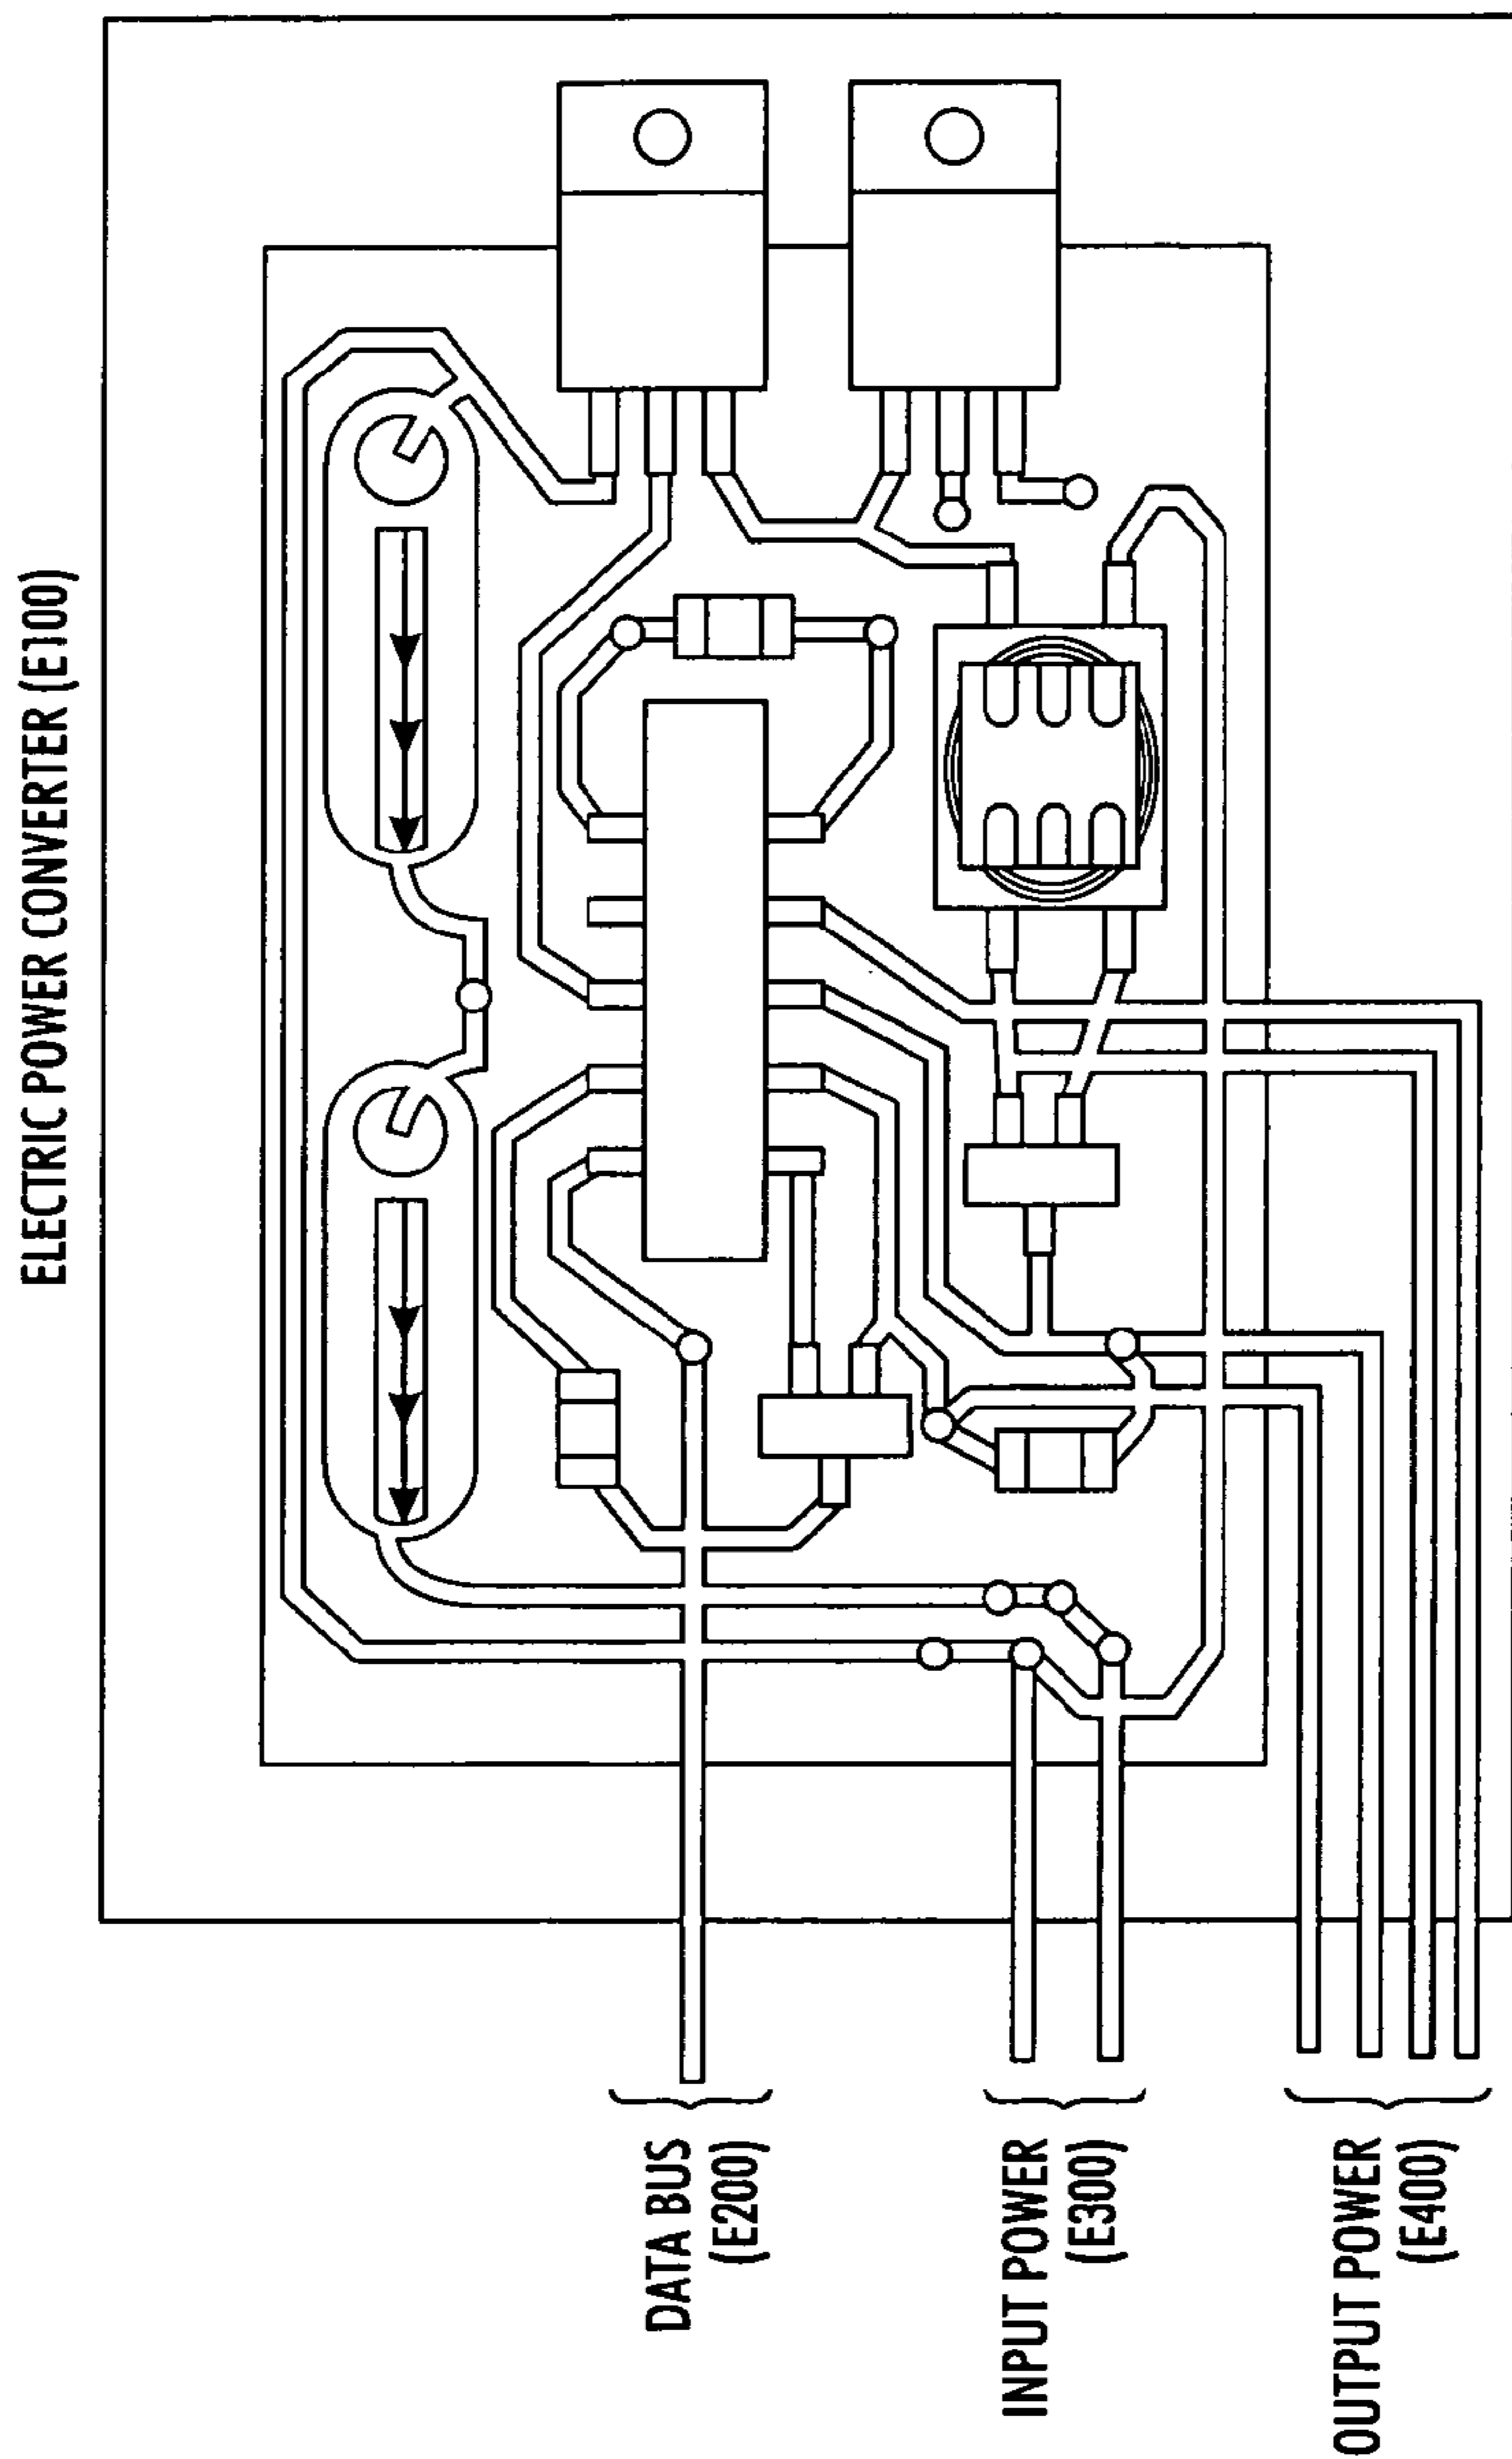 ELECTRIC POWER CONVERTER (E100)
DATA BUS
(E200)
INPUT POWER
(E300)
OUTPUT POWER
(E400)